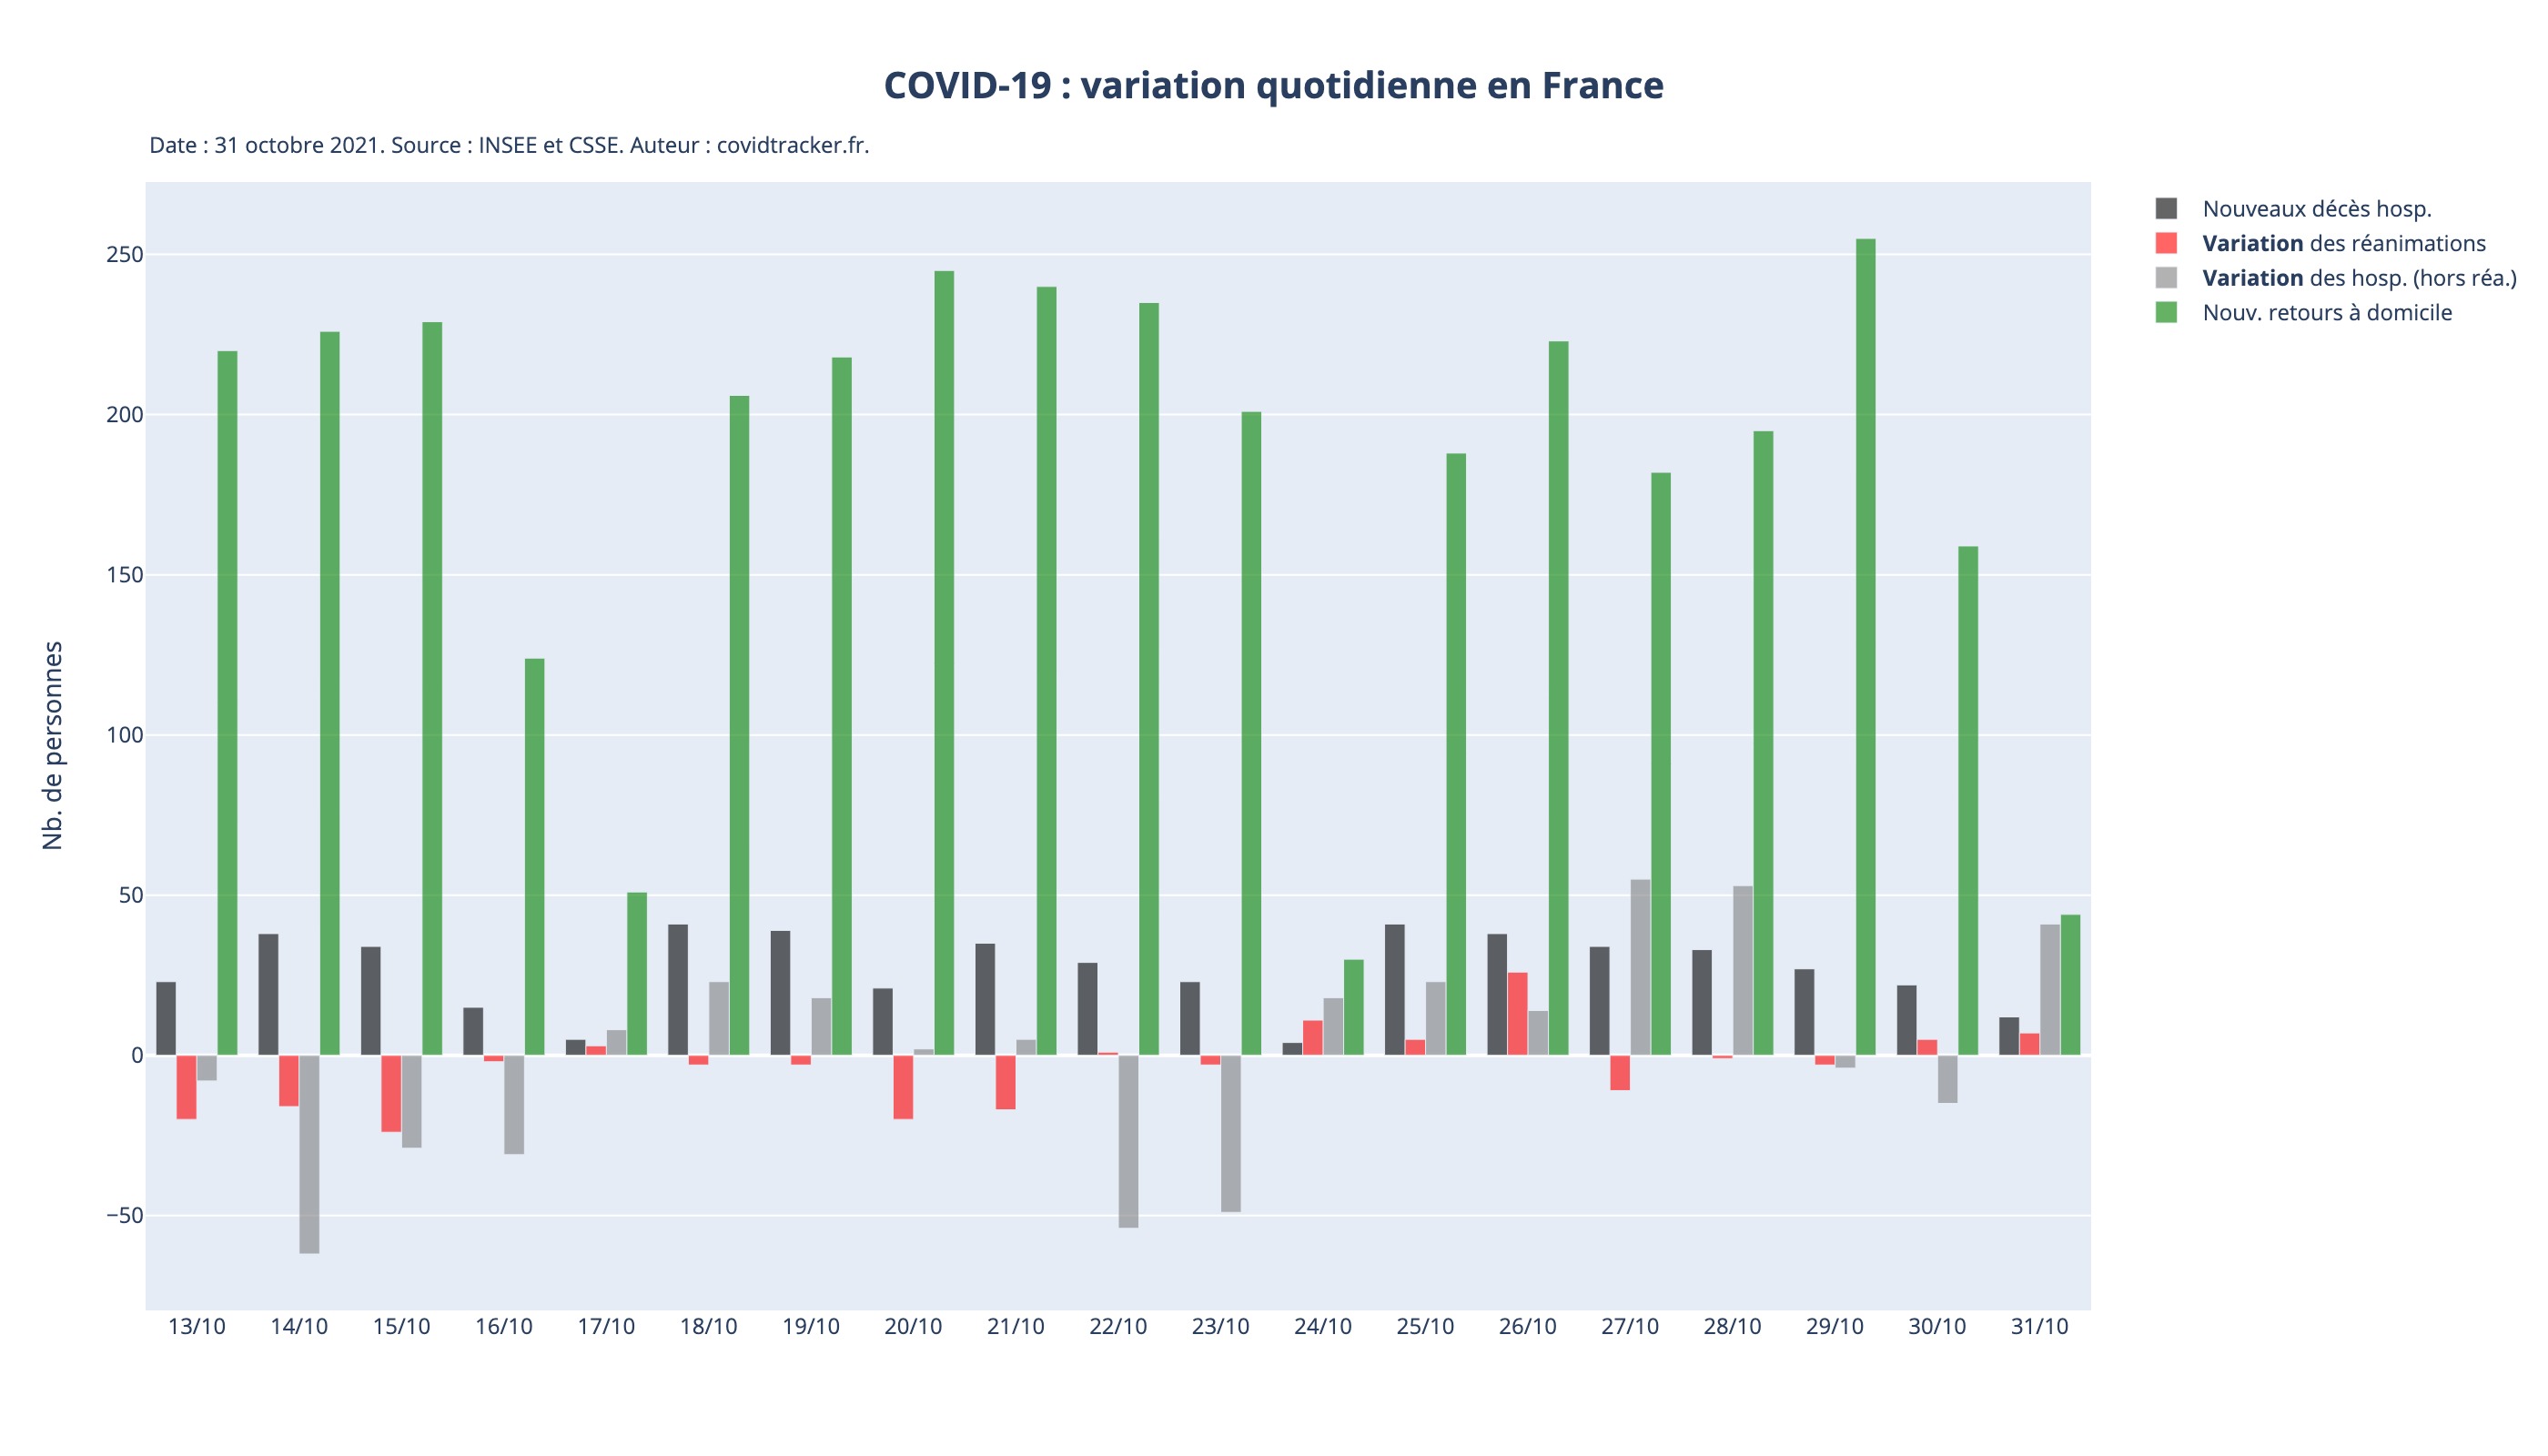 COVID-19 : variation quotidienne en France
Date : 31 octobre 2021. Source : INSEE et CSSE. Auteur : covidtracker.fr.
Nouveaux décès hosp.
Variation des réanimations
Variation des hosp. (hors réa.)
Nouv. retours à domicile
Nb. de personnes
250
200
150
100
50
0
−50
13/10 14/10 15/10 16/10 17/10 18/10 19/10 20/10 21/10 22/10 23/10 24/10 25/10 26/10 27/10 28/10 29/10 30/10 31/10